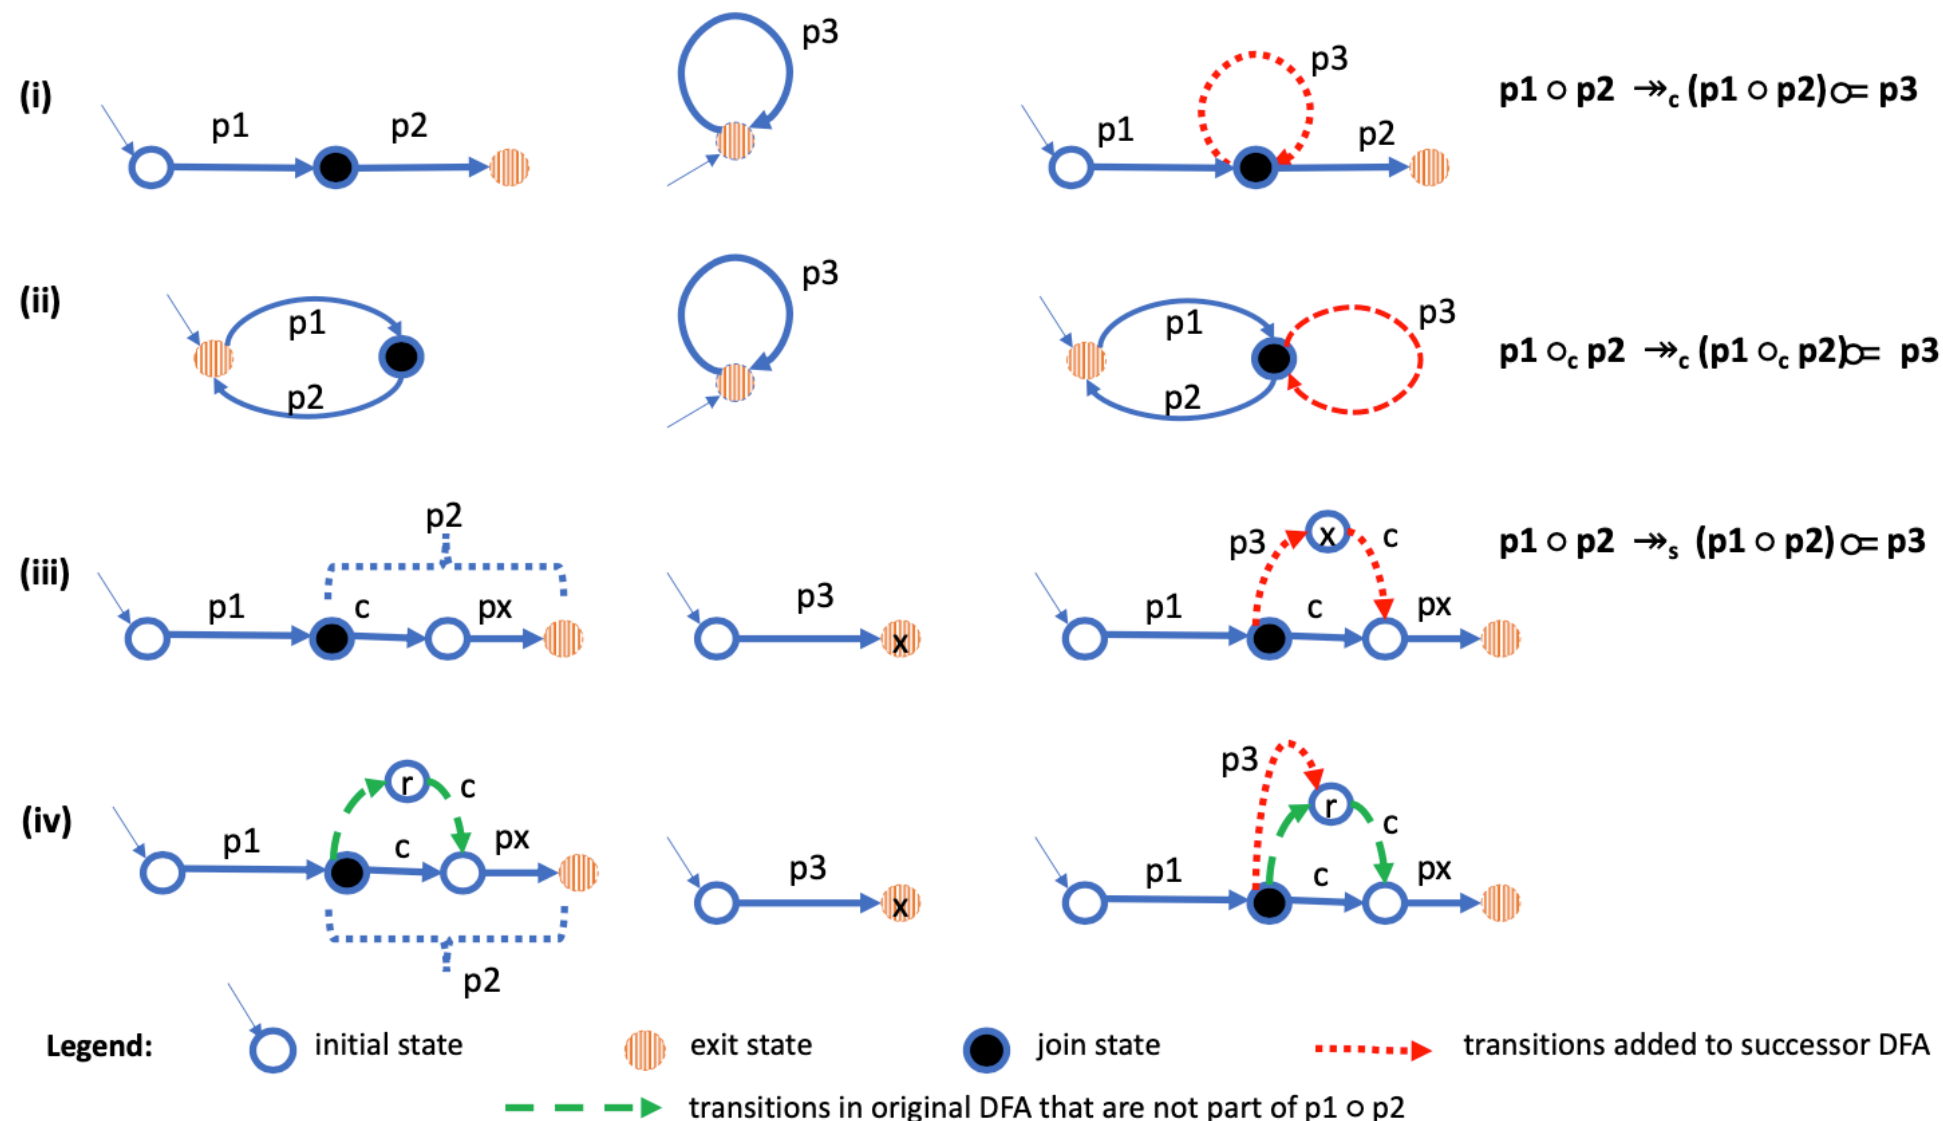 (i)
p1
p2
p3
p1
p3
p2
p1 ○ p2 ↠c (p1 ○ p2) ⟜= p3
(ii)
p1
p2
p3
p1
p2
p3
p1 ○c p2 ↠c (p1 ○c p2) ⟜= p3
(iii)
p2
p1
c
px
p3
x
p3
x
c
p1
c
px
p1 ○ p2 ↠s (p1 ○ p2) ⟜= p3
(iv)
r
c
p1
c
px
p2
p3
x
p3
r
c
p1
c
px
Legend:
initial state
exit state
join state
transitions added to successor DFA
transitions in original DFA that are not part of p1 o p2